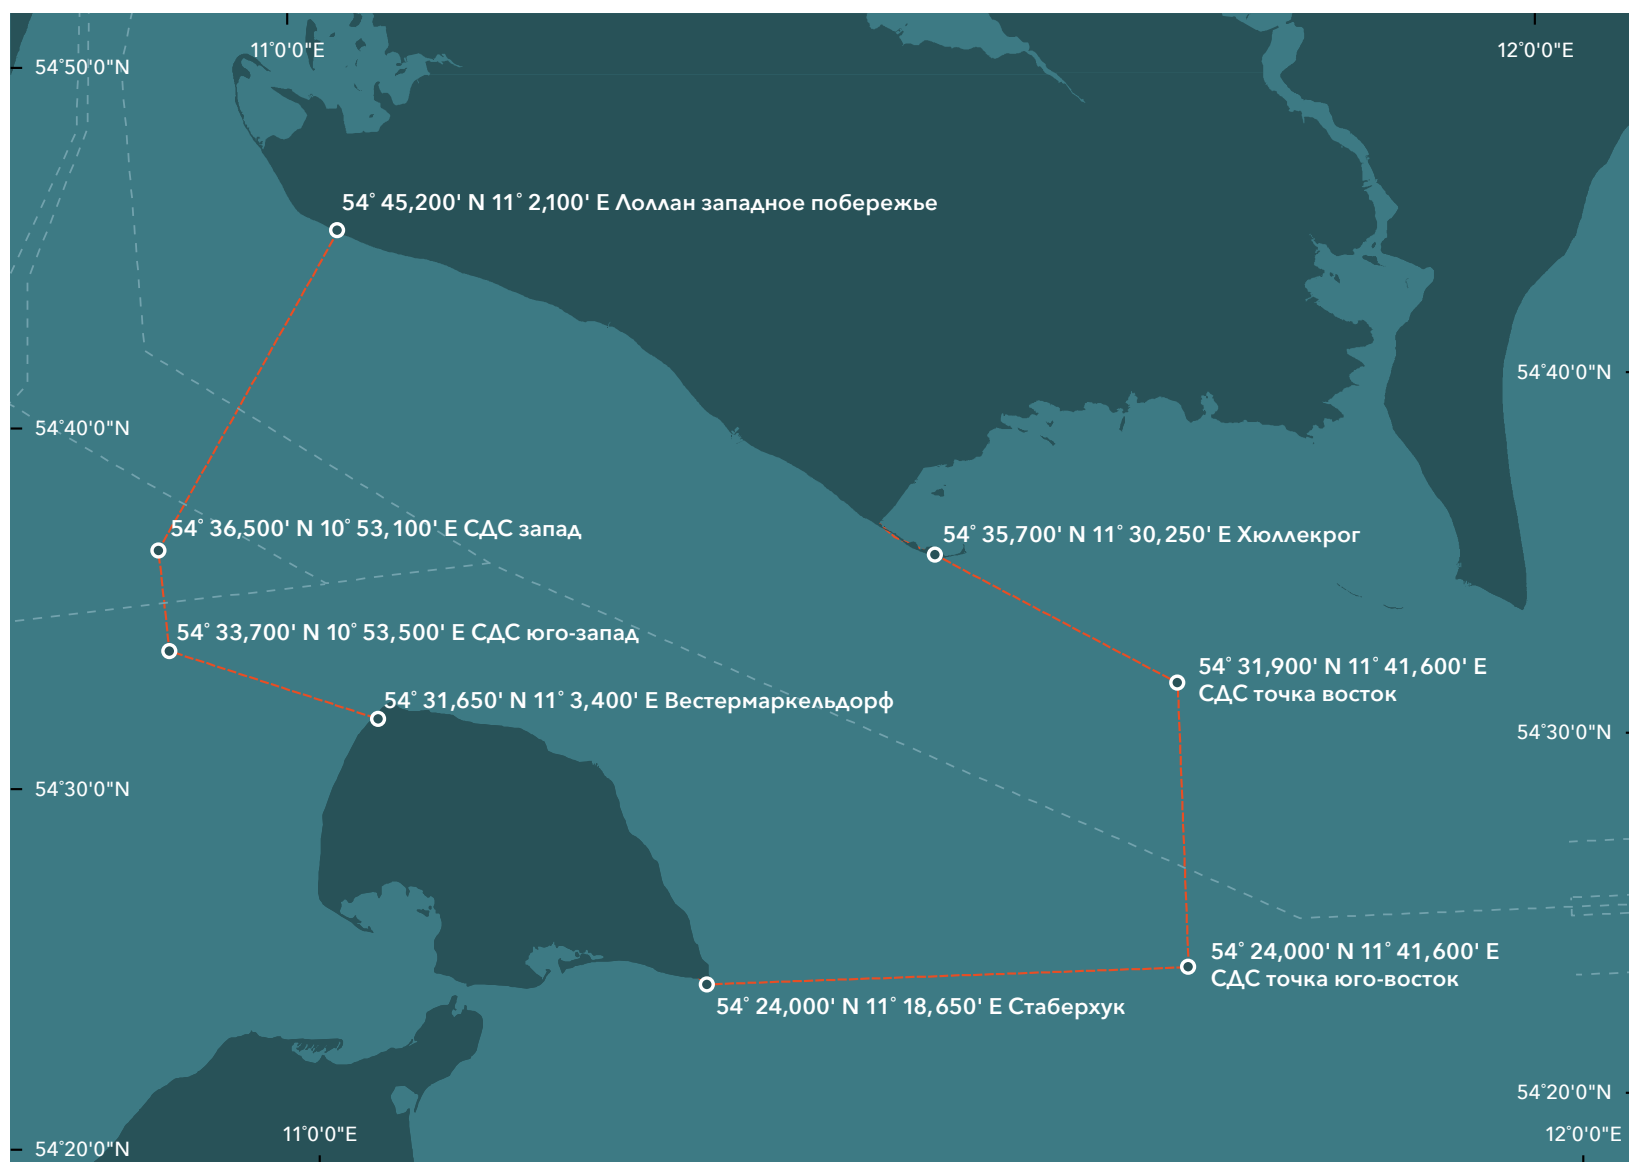 11°0'0"E
12°0'0"E
54°50'0"N
54° 45,200' N 11° 2,100' E Лоллан западное побережье
54°40'0"N
54°40'0"N
54° 36,500' N 10° 53,100' E СДС запад
54° 35,700' N 11° 30,250' E Хюллекрог
54° 33,700' N 10° 53,500' E СДС юго-запад
54° 31,900' N 11° 41,600' E
СДС точка восток
54° 31,650' N 11° 3,400' E Вестермаркельдорф
54°30'0"N
54°30'0"N
54° 24,000' N 11° 41,600' E
СДС точка юго-восток
54° 24,000' N 11° 18,650' E Стаберхук
54°20'0"N
11°0'0"E
12°0'0"E
54°20'0"N